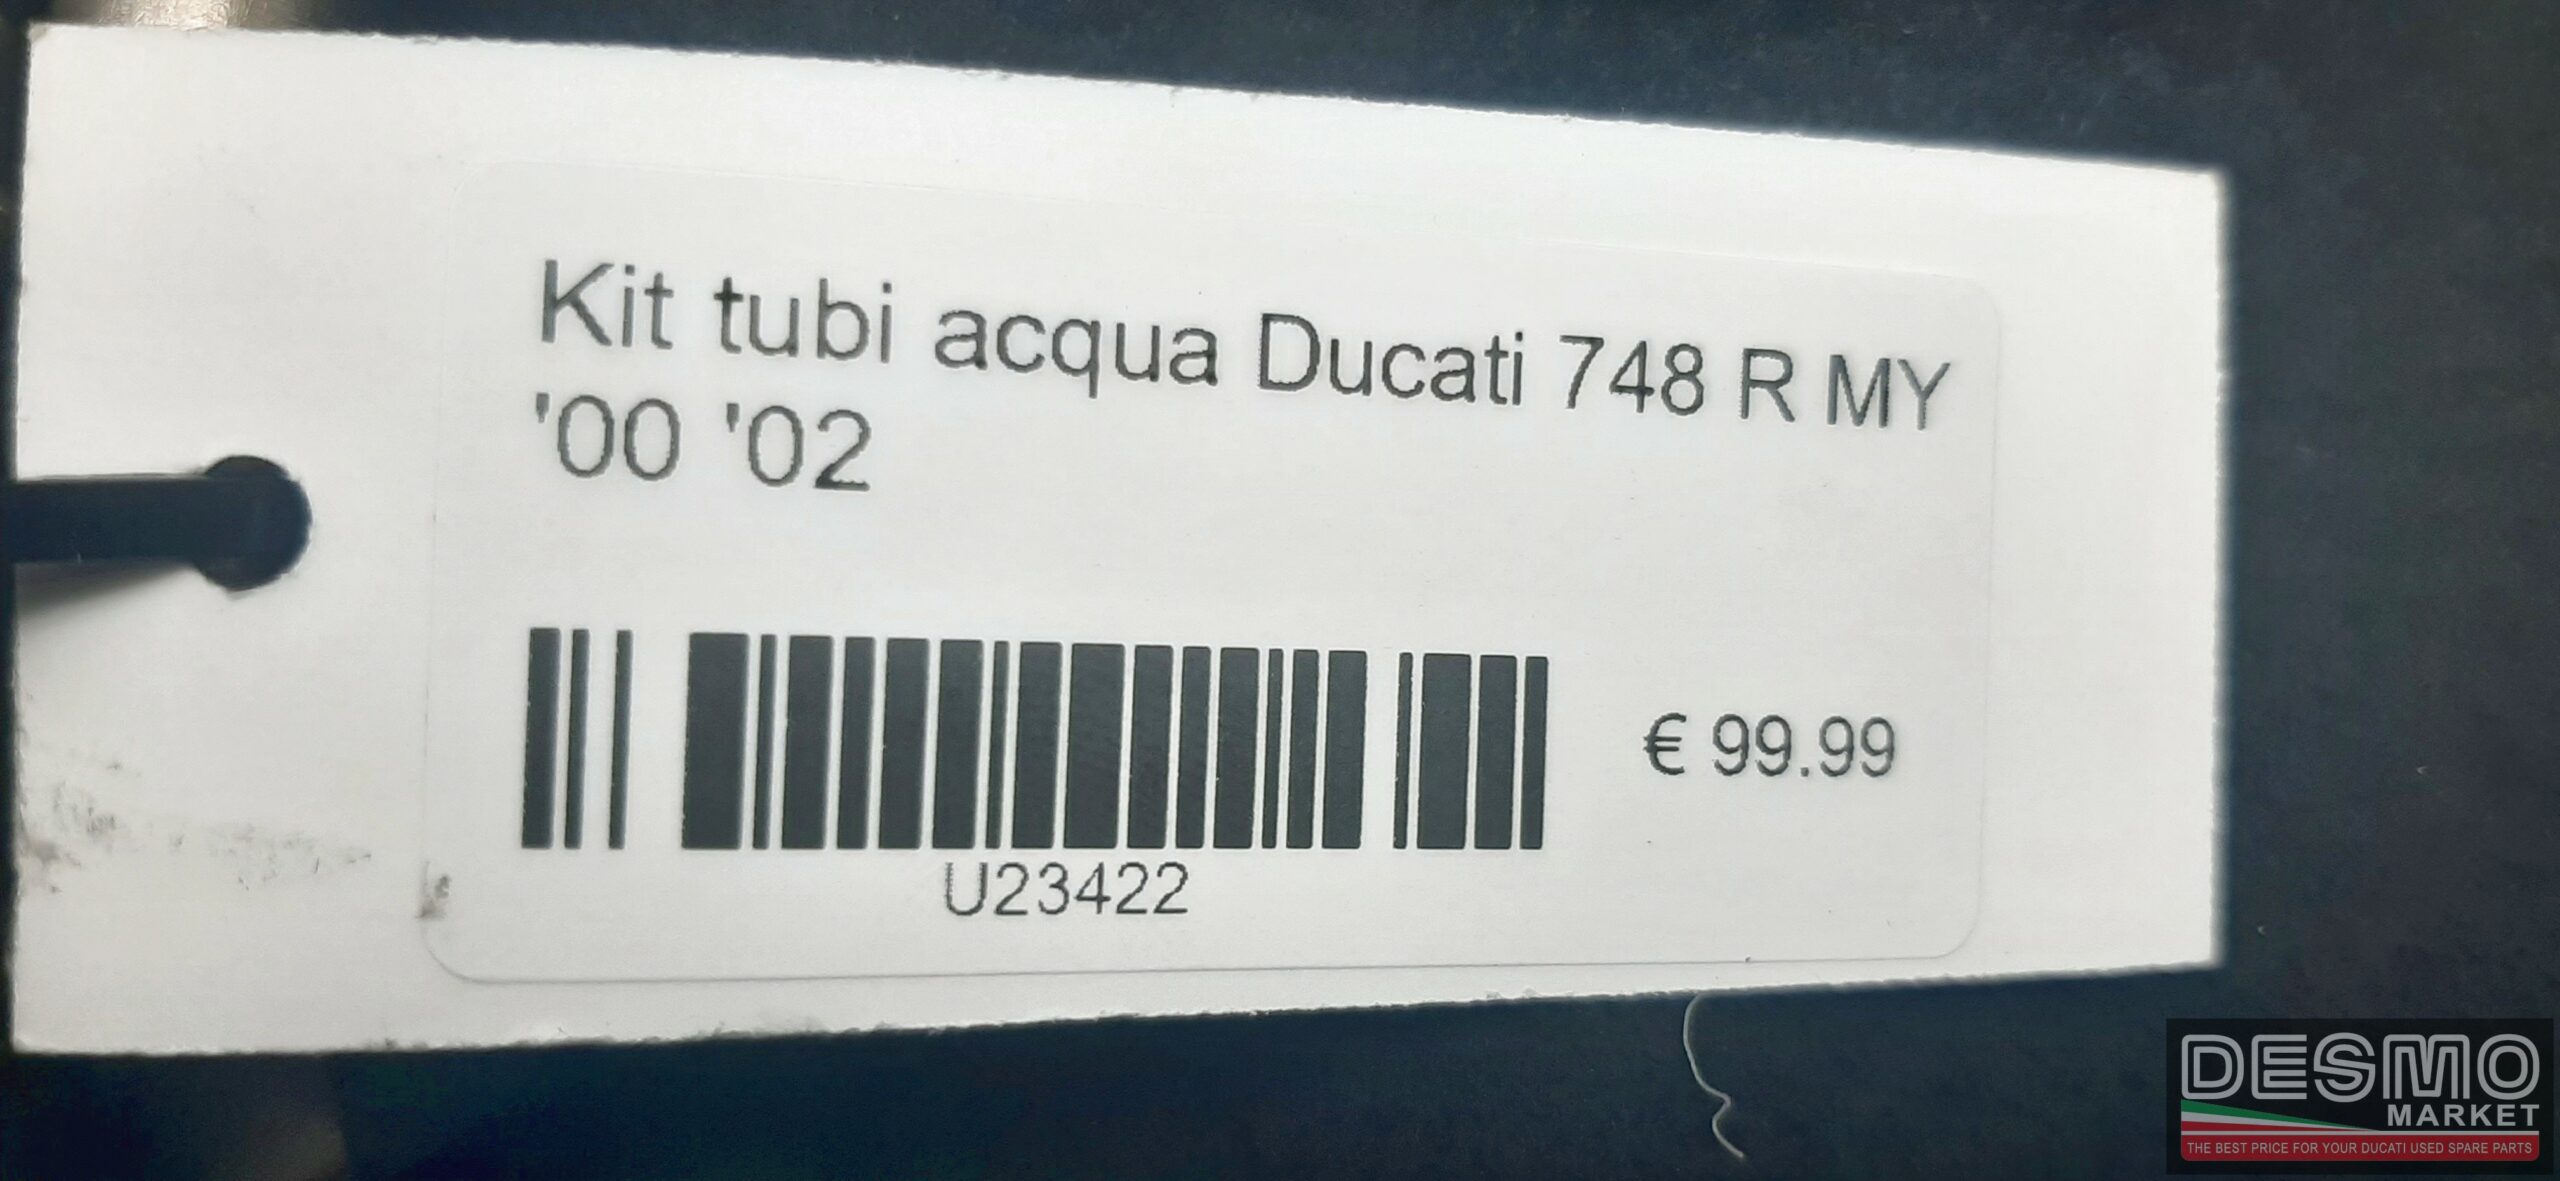 Kit tubi acqua Ducati 748 R MY
'00 '02
€ 99.99
U23422
DESMO
MARKET
THE BEST PRICE FOR YOUR DUCATI USED SPARE PARTS